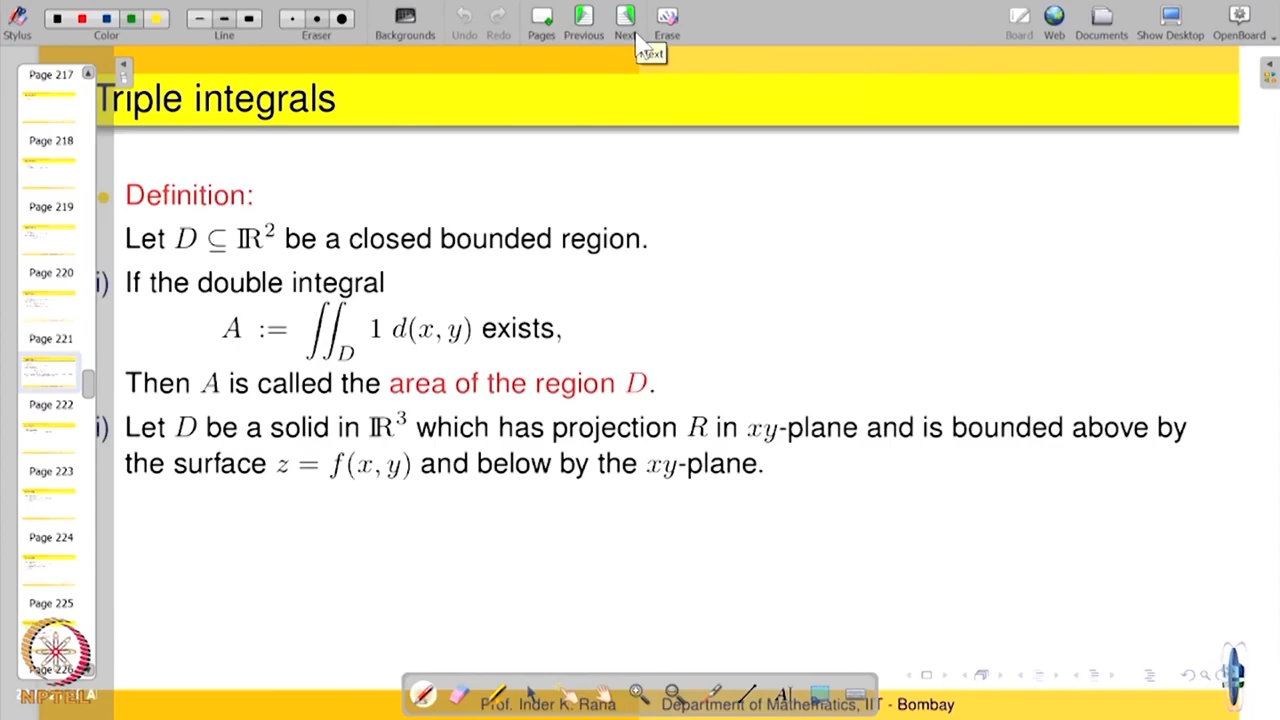 Stylus
Color
Line
Eraser
Backgrounds
Undo
Redo
Pages
Previous
Next
Erase
Board
Web
Documents
Show Desktop
OpenBoard
Next
Page 217
Page 218
Page 219
Page 220
Page 221
Page 222
Page 223
Page 224
Page 225
Page 226
Triple integrals
Definition:
Let D ⊆ ℝ² be a closed bounded region.
i) If the double integral
A := ∬_D 1 d(x, y) exists,
Then A is called the area of the region D.
i) Let D be a solid in ℝ³ which has projection R in xy-plane and is bounded above by
the surface z = f(x, y) and below by the xy-plane.
NPTEL
Prof. Inder K. Rana
Department of Mathematics, IIT - Bombay